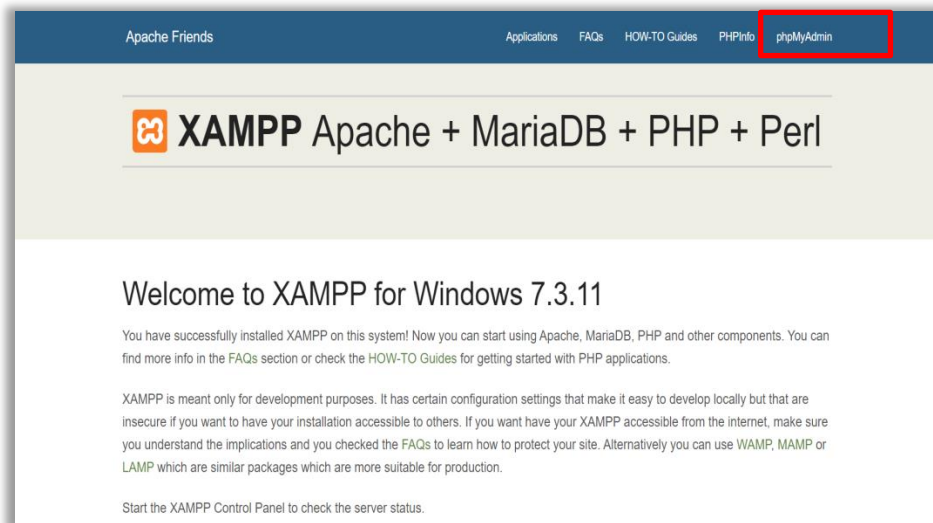 Apache Friends Applications FAQs HOW-TO Guides PHPInfo phpMyAdmin
XAMPP Apache + MariaDB + PHP + Perl
Welcome to XAMPP for Windows 7.3.11
You have successfully installed XAMPP on this system! Now you can start using Apache, MariaDB, PHP and other components. You can
find more info in the FAQs section or check the HOW-TO Guides for getting started with PHP applications.
XAMPP is meant only for development purposes. It has certain configuration settings that make it easy to develop locally but that are
insecure if you want to have your installation accessible to others. If you want have your XAMPP accessible from the internet, make sure
you understand the implications and you checked the FAQs to learn how to protect your site. Alternatively you can use WAMP, MAMP or
LAMP which are similar packages which are more suitable for production.
Start the XAMPP Control Panel to check the server status.